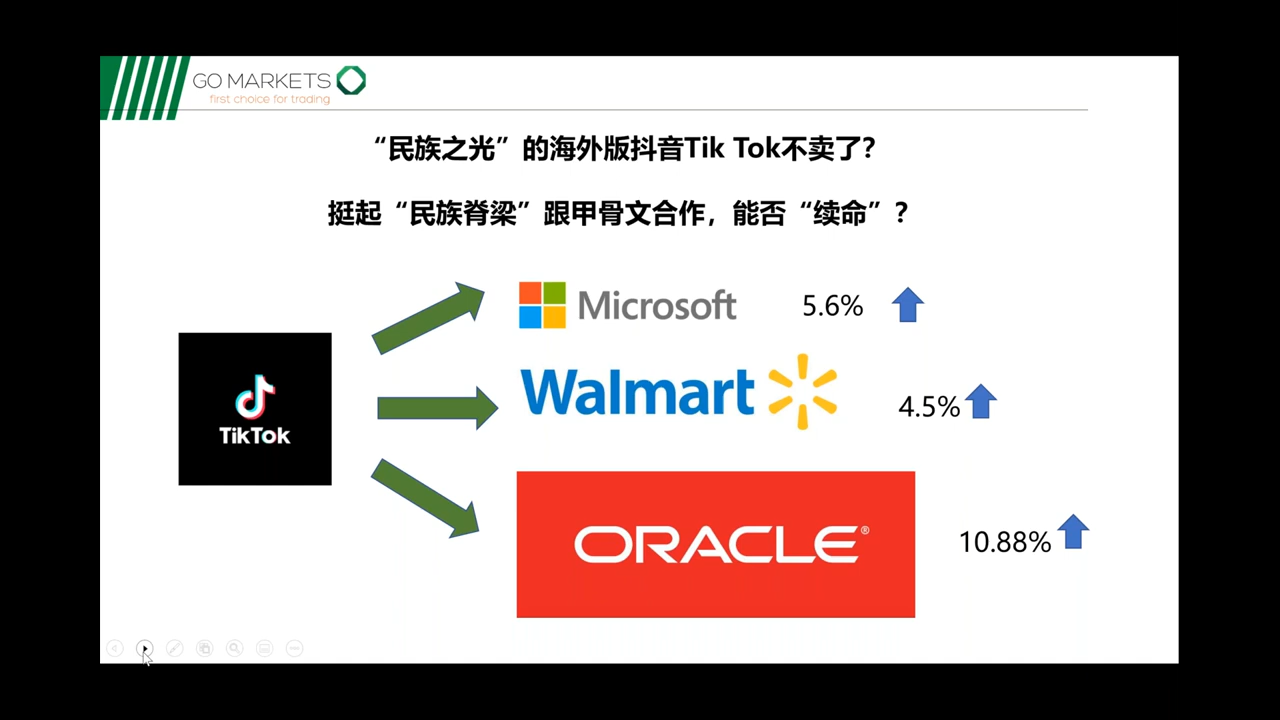 GO MARKETS
first choice for trading
“民族之光”的海外版抖音Tik Tok不卖了？
挺起“民族脊梁”跟甲骨文合作，能否“续命”？
Microsoft 5.6%
TikTok
Walmart 4.5%
ORACLE® 10.88%